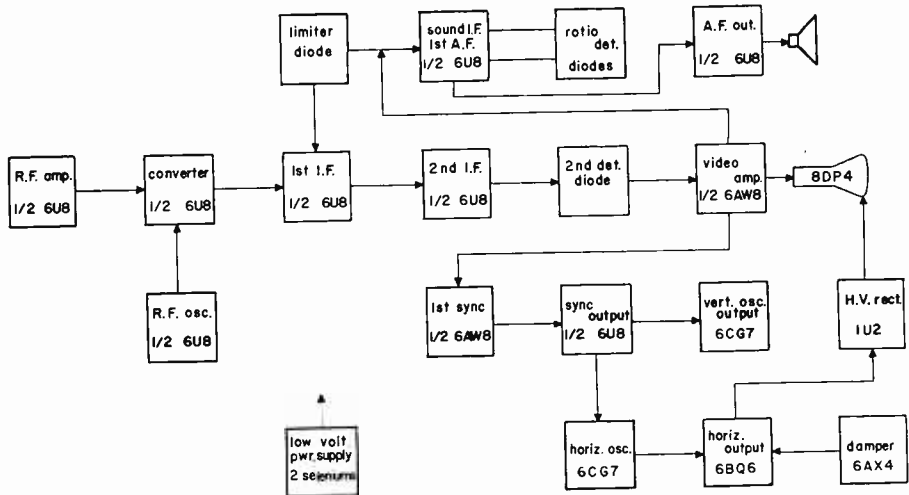 limiter
diode
sound I.F.
1st A.F.
1/2 6U8
rotio
det.
diodes
A.F. out.
1/2 6U8
R.F. amp.
1/2 6U8
converter
1/2 6U8
1st I.F.
1/2 6U8
2nd I.F.
1/2 6U8
2nd det.
diode
video
amp.
1/2 6AW8
8DP4
R.F. osc.
1/2 6U8
1st sync
1/2 6AW8
sync
output
1/2 6U8
vert. osc.
output
6CG7
H.V. rect.
1U2
low volt
pwr. supply
2 seleniums
horiz. osc.
6CG7
horiz.
output
6BQ6
damper
6AX4